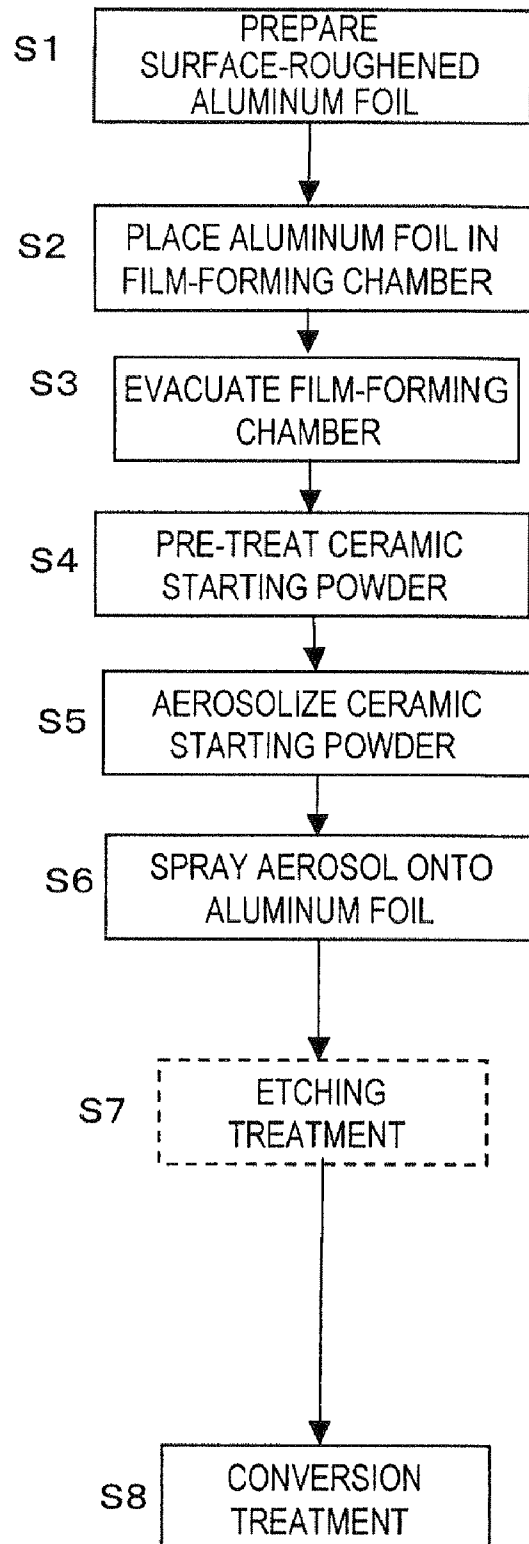 S1
PREPARE
SURFACE-ROUGHENED
ALUMINUM FOIL
S2
PLACE ALUMINUM FOIL IN
FILM-FORMING CHAMBER
S3
EVACUATE FILM-FORMING
CHAMBER
S4
PRE-TREAT CERAMIC
STARTING POWDER
S5
AEROSOLIZE CERAMIC
STARTING POWDER
S6
SPRAY AEROSOL ONTO
ALUMINUM FOIL
S7
ETCHING
TREATMENT
S8
CONVERSION
TREATMENT